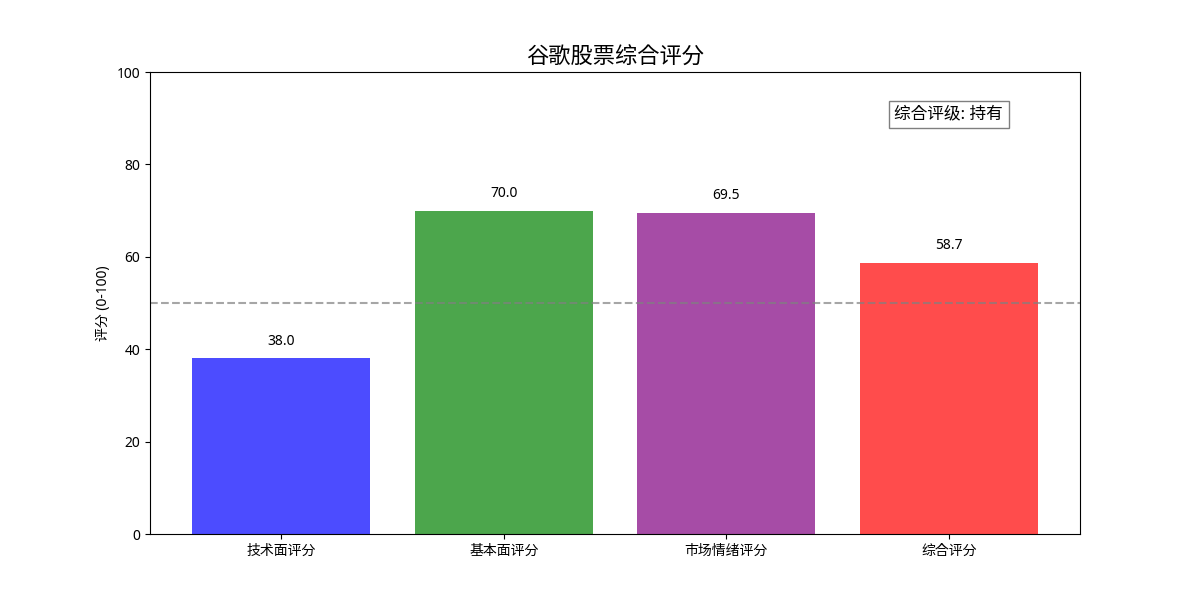 谷歌股票综合评分
综合评级: 持有
评分 (0-100)
100
80
60
40
20
0
38.0
70.0
69.5
58.7
技术面评分
基本面评分
市场情绪评分
综合评分